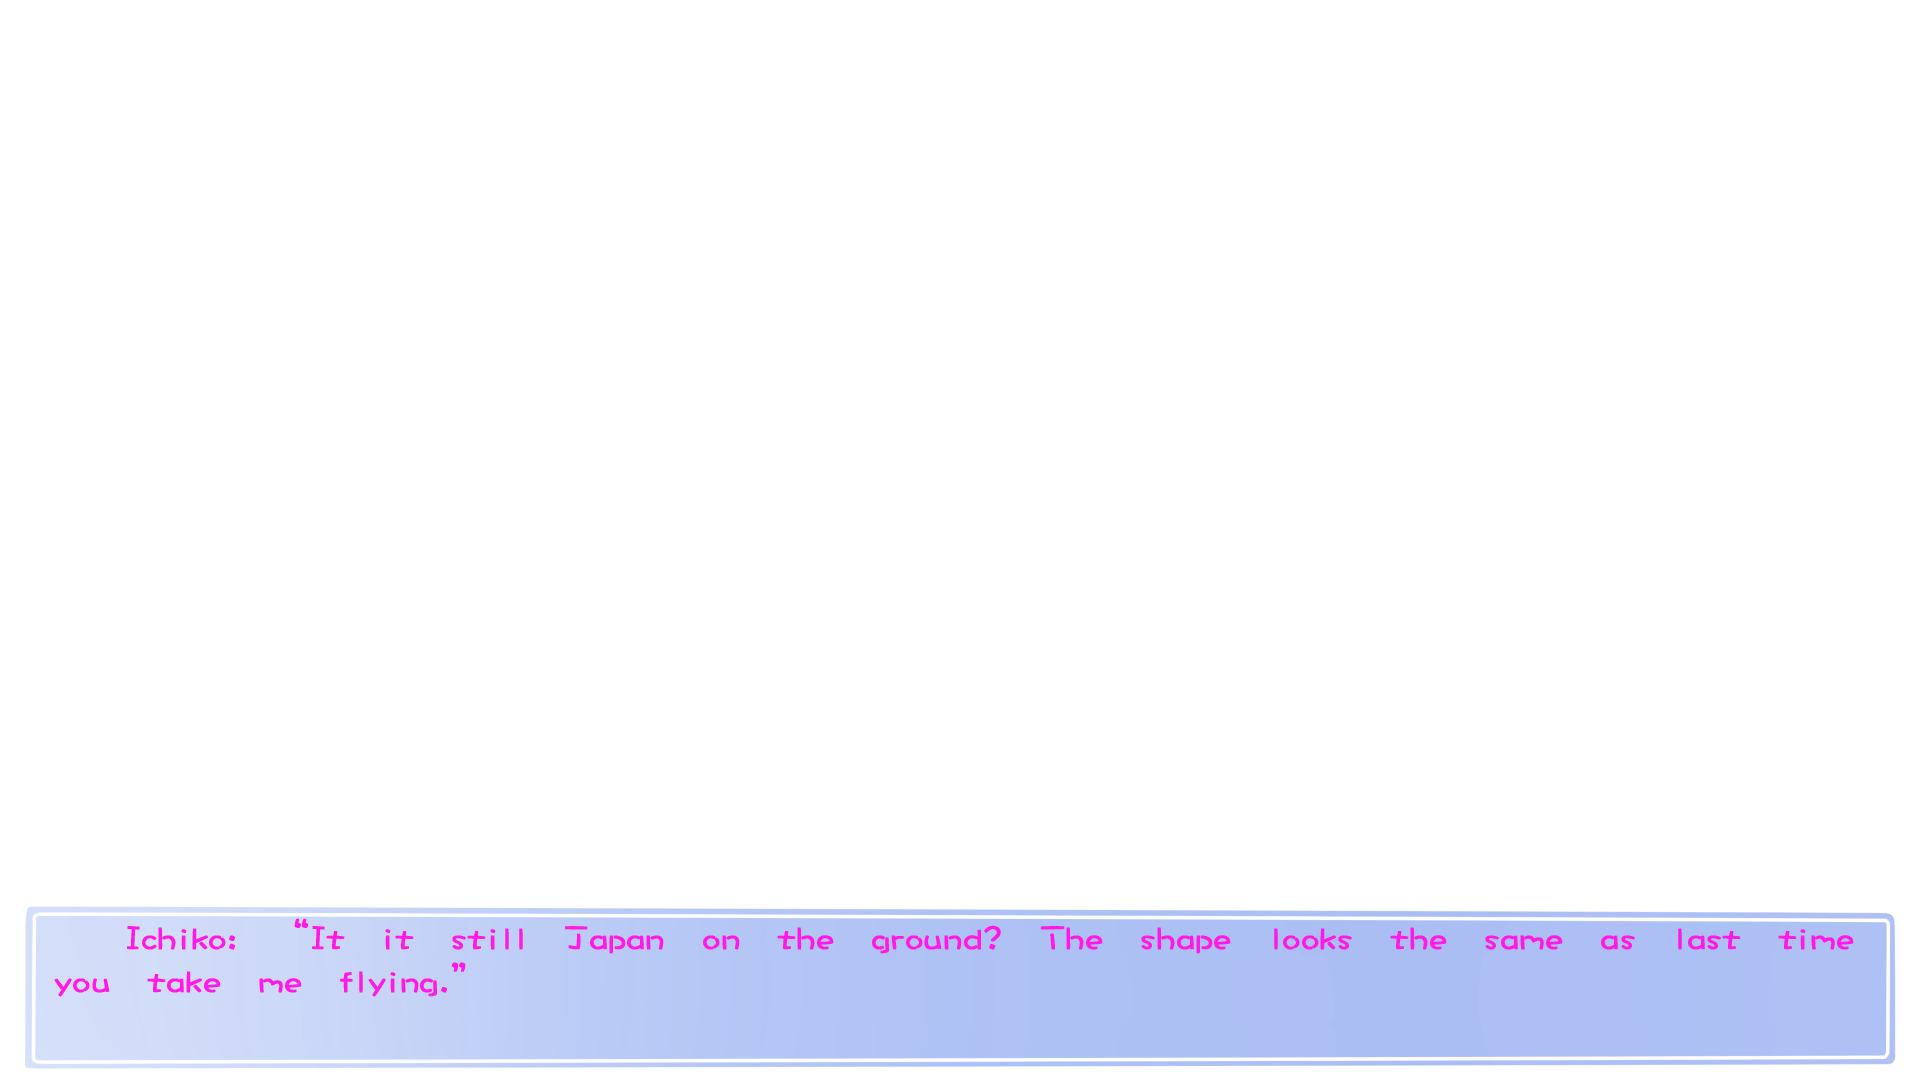 Ichiko: “It it still Japan on the ground? The shape looks the same as last time
you take me flying.”